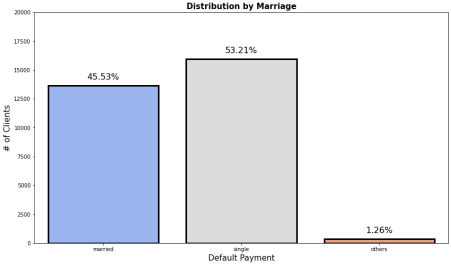 Distribution by Marriage
# of Clients
20000
17500
15000
12500
10000
7500
5000
2500
0
45.53%
53.21%
1.26%
married
single
others
Default Payment